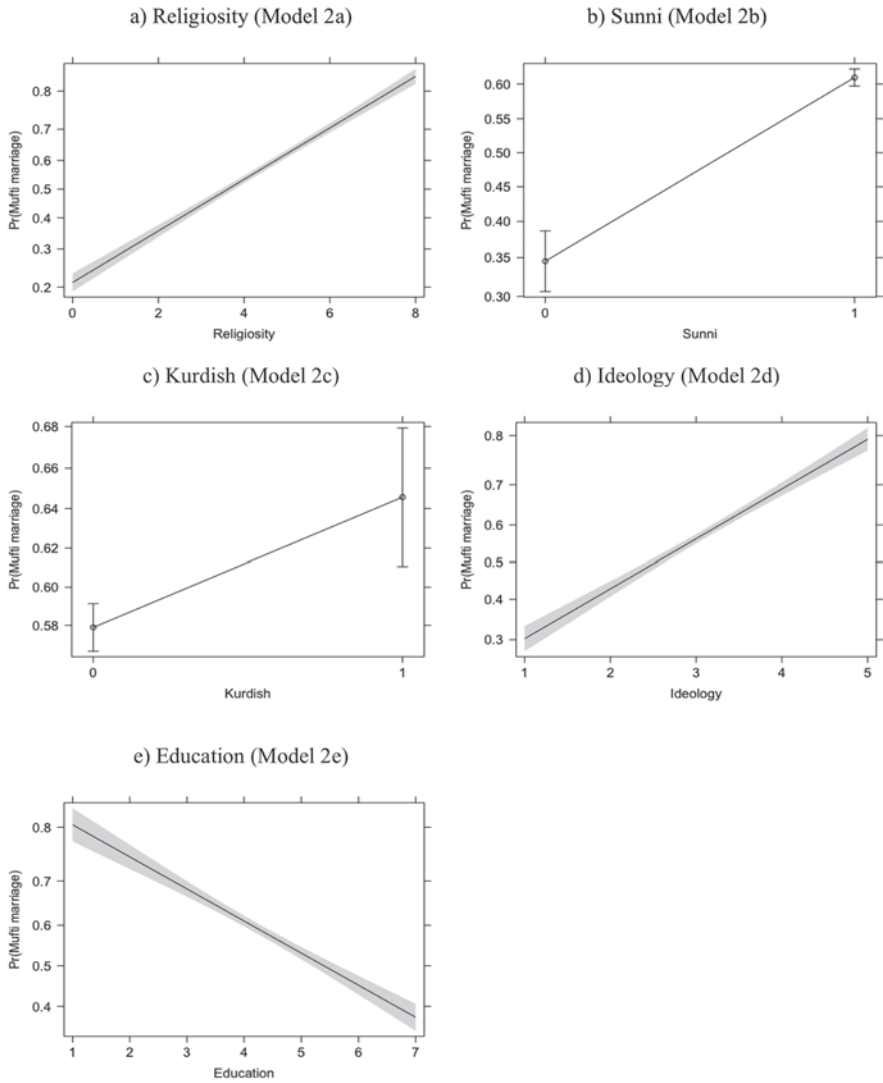 a) Religiosity (Model 2a)
Pr(Mufti marriage)
0.8
0.7
0.6
0.5
0.4
0.3
0.2
0 2 4 6 8
Religiosity
b) Sunni (Model 2b)
Pr(Mufti marriage)
0.60
0.55
0.50
0.45
0.40
0.35
0.30
0 1
Sunni
c) Kurdish (Model 2c)
Pr(Mufti marriage)
0.68
0.66
0.64
0.62
0.60
0.58
0 1
Kurdish
d) Ideology (Model 2d)
Pr(Mufti marriage)
0.8
0.7
0.6
0.5
0.4
0.3
1 2 3 4 5
Ideology
e) Education (Model 2e)
Pr(Mufti marriage)
0.8
0.7
0.6
0.5
0.4
1 2 3 4 5 6 7
Education